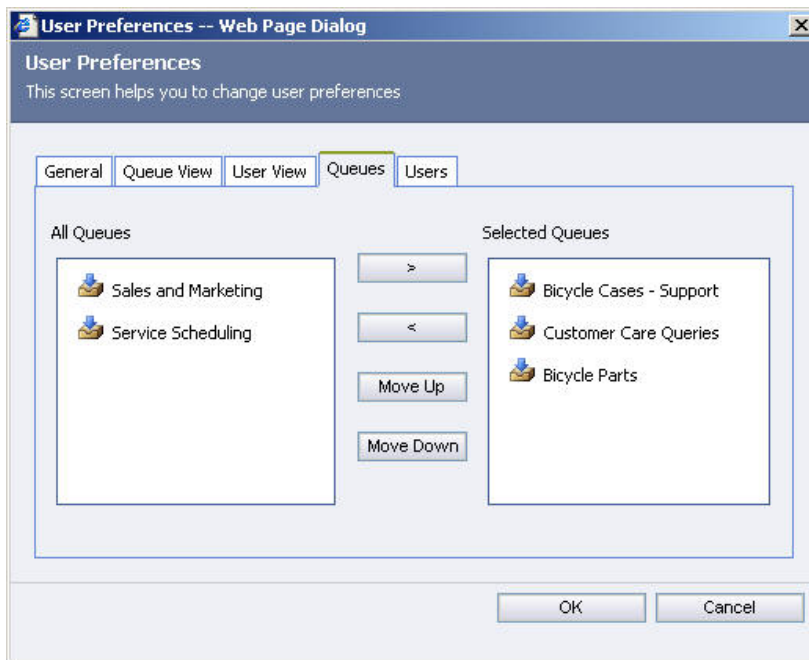 User Preferences -- Web Page Dialog
User Preferences
This screen helps you to change user preferences
General Queue View User View Queues Users
All Queues
Selected Queues
Sales and Marketing
Service Scheduling
>
<
Move Up
Move Down
Bicycle Cases - Support
Customer Care Queries
Bicycle Parts
OK Cancel